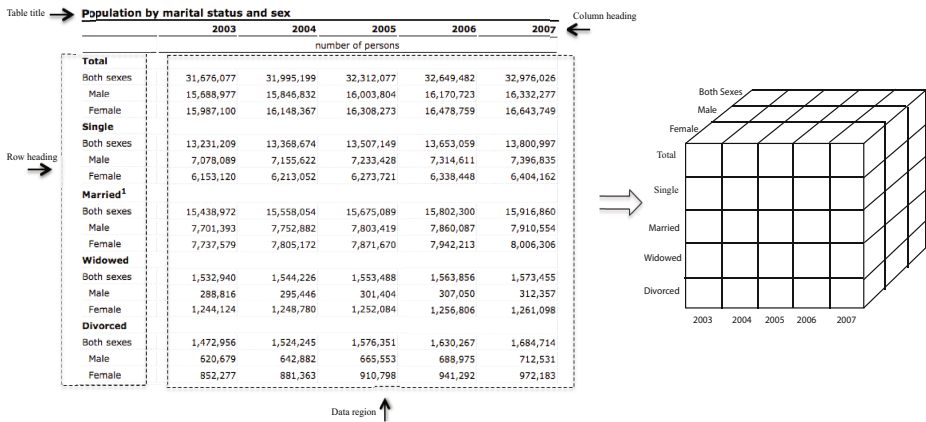 Table title
Population by marital status and sex
Column heading
2003 2004 2005 2006 2007
number of persons
Total
Both sexes 31,676,077 31,995,199 32,312,077 32,649,482 32,976,026
Male 15,688,977 15,846,832 16,003,804 16,170,723 16,332,277
Female 15,987,100 16,148,367 16,308,273 16,478,759 16,643,749
Single
Both sexes 13,231,209 13,368,674 13,507,149 13,653,059 13,800,997
Male 7,078,089 7,155,622 7,233,428 7,314,611 7,396,835
Female 6,153,120 6,213,052 6,273,721 6,338,448 6,404,162
Row heading
Married1
Both sexes 15,438,972 15,558,054 15,675,089 15,802,300 15,916,860
Male 7,701,393 7,752,882 7,803,419 7,860,087 7,910,554
Female 7,737,579 7,805,172 7,871,670 7,942,213 8,006,306
Widowed
Both sexes 1,532,940 1,544,226 1,553,488 1,563,856 1,573,455
Male 288,816 295,446 301,404 307,050 312,357
Female 1,244,124 1,248,780 1,252,084 1,256,806 1,261,098
Divorced
Both sexes 1,472,956 1,524,245 1,576,351 1,630,267 1,684,714
Male 620,679 642,882 665,553 688,975 712,531
Female 852,277 881,363 910,798 941,292 972,183
Data region
Both Sexes
Male
Female
Total
Single
Married
Widowed
Divorced
2003 2004 2005 2006 2007